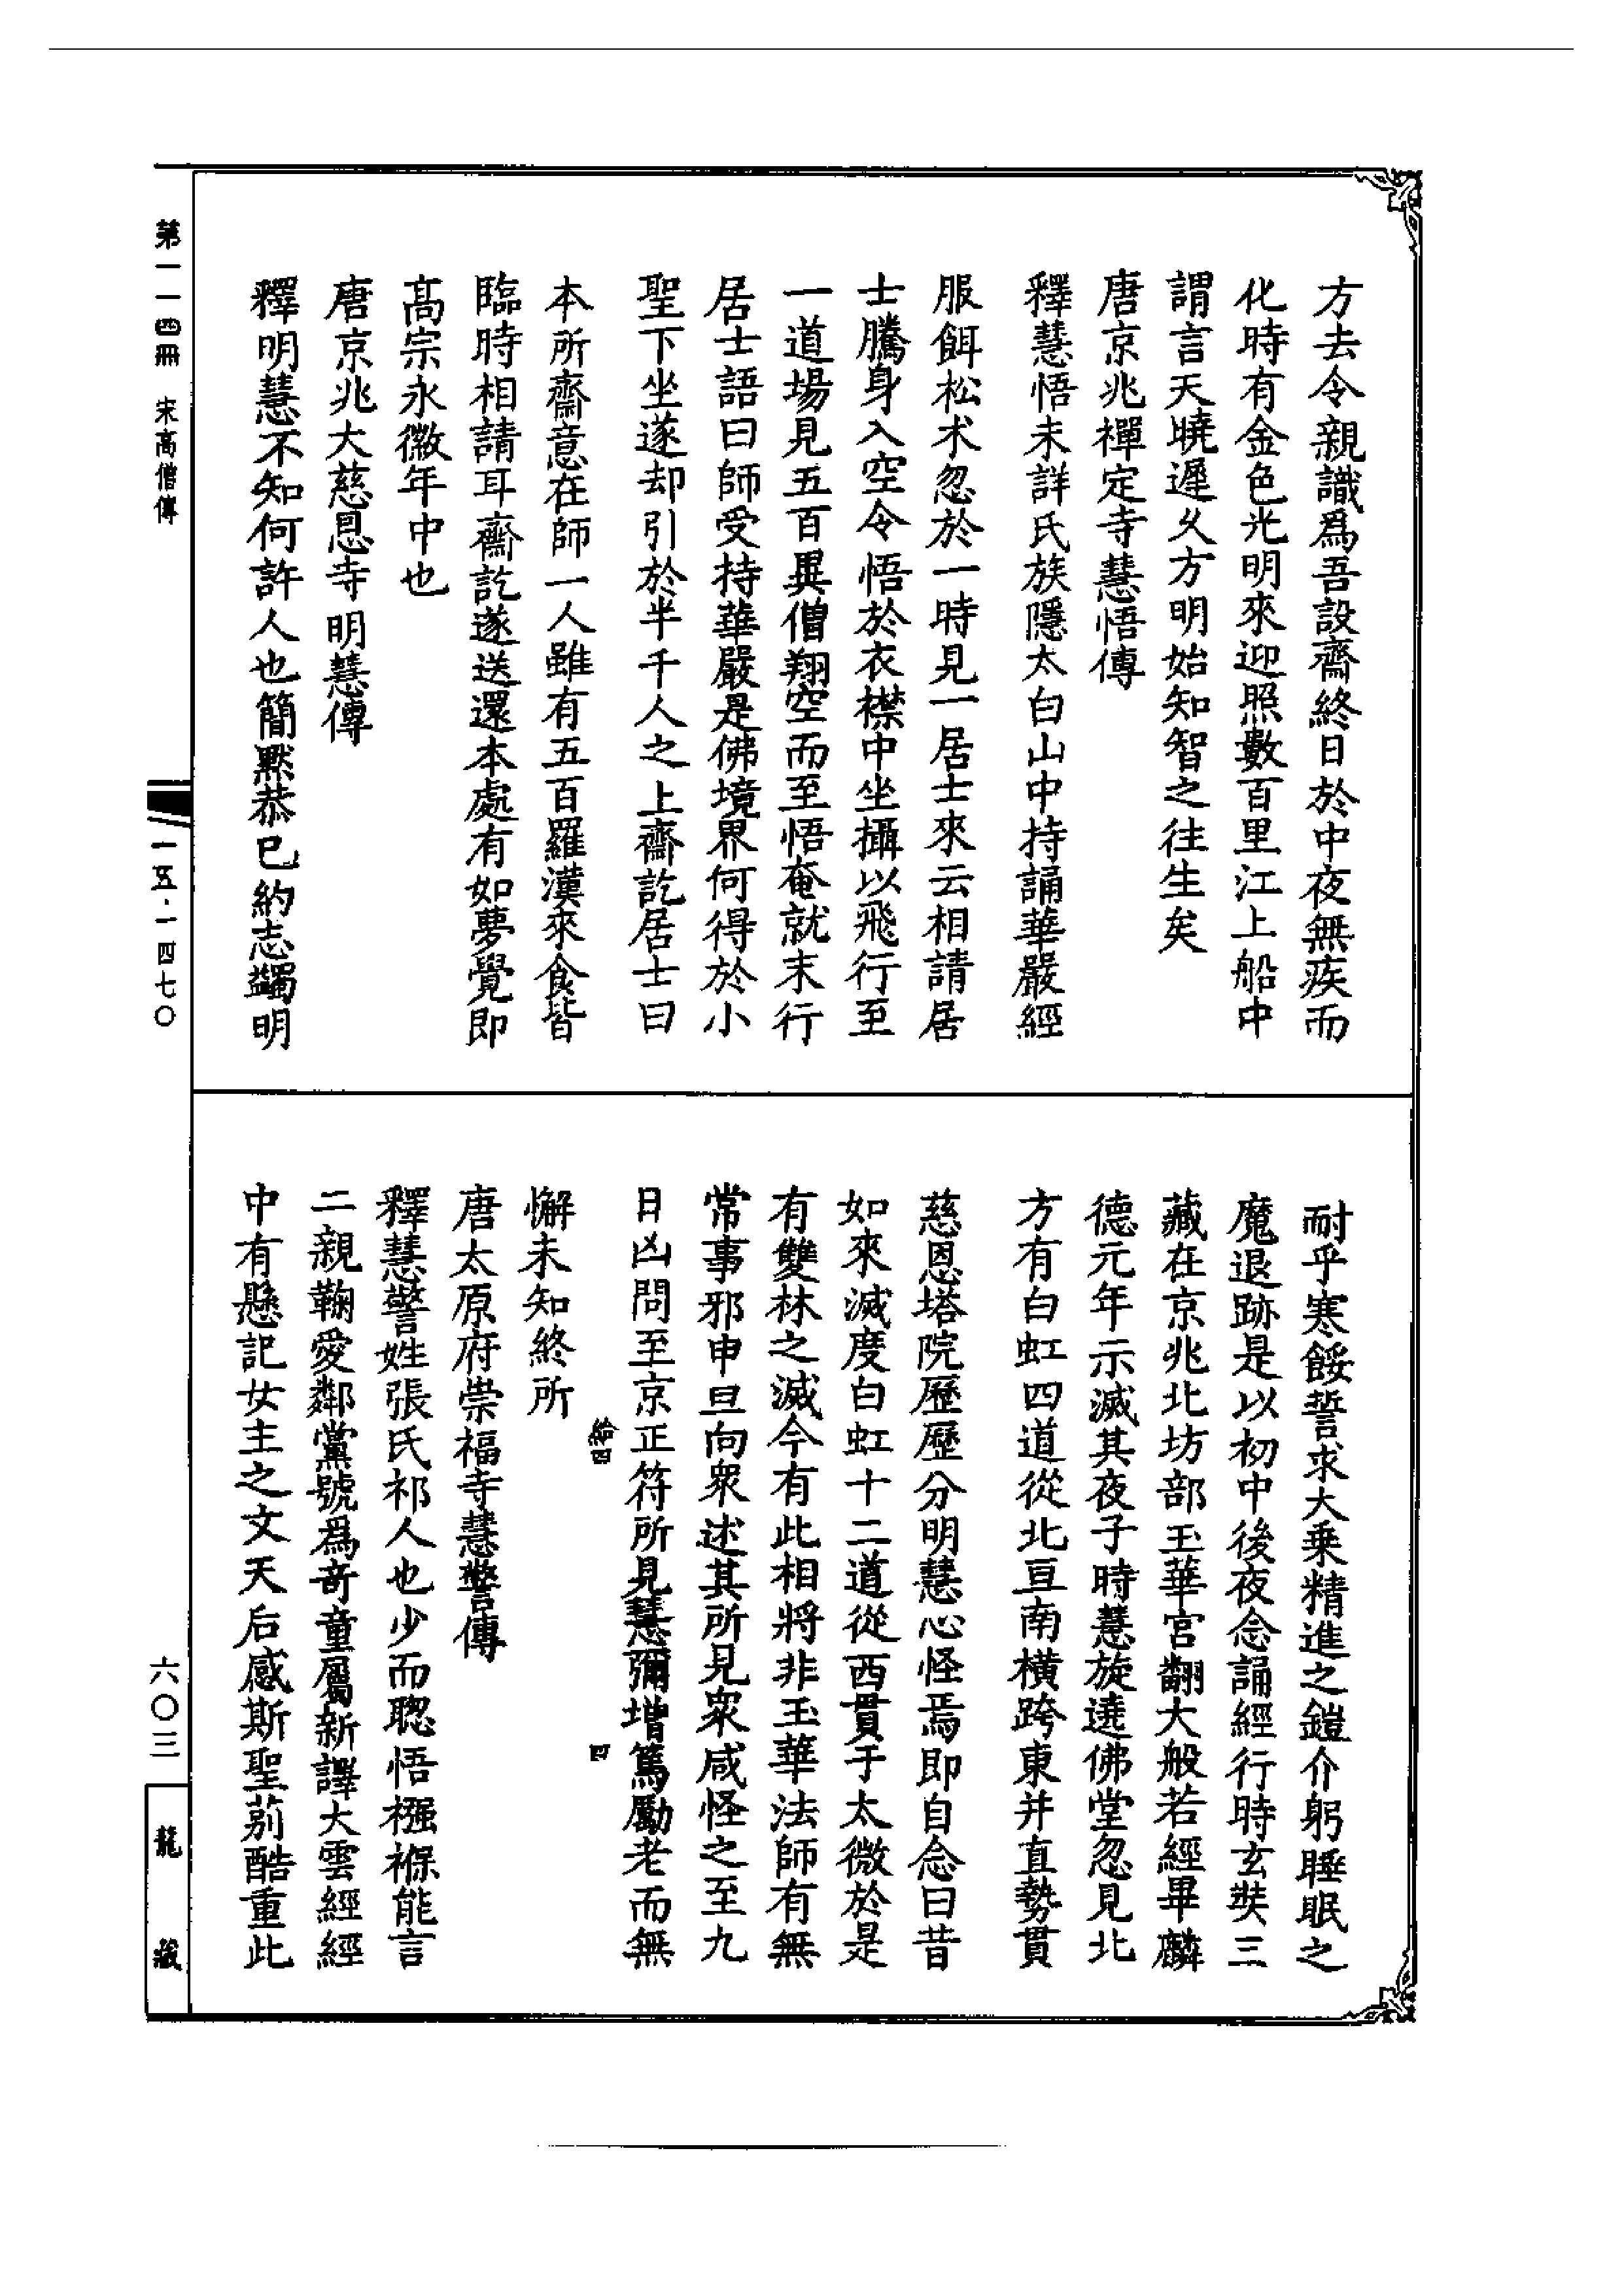 方去令親識爲吾設齋終日於中夜無疾而
化時有金色光明來迎照數百里江上船中
謂言天曉遲久方明始知智之往生矣
唐京兆禪定寺慧悟傳
釋慧悟未詳氏族隱太白山中持誦華嚴經
服餌松术忽於一時見一居士來云相請居
士騰身入空令悟於衣襟中坐攝以飛行至
一道場見五百異僧翔空而至悟奄就末行
居士語曰師受持華嚴是佛境界何得於小
聖下坐遂却引於半千人之上齋訖居士曰
本所齋意在師一人雖有五百羅漢來食皆
臨時相請耳齋訖遂送還本處有如夢覺即
高宗永徽年中也
唐京兆大慈恩寺明慧傳
釋明慧不知何許人也簡黙恭巳約志蠲明
耐乎寒餒誓求大乗精進之鎧介躬睡眠之
魔退跡是以初中後夜念誦經行時玄奘三
藏在京兆北坊部玉華宮翻大般若經畢麟
德元年示滅其夜子時慧旋遶佛堂忽見北
方有白虹四道從北亘南橫跨東井直勢貫
慈恩塔院歷歷分明慧心怪焉即自念曰昔
如來滅度白虹十二道從西貫于太微於是
有雙林之滅今有此相將非玉華法師有無
常事邪申旦向衆述其所見衆咸怪之至九
日凶問至京正符所見慧彌增篤勵老而無
給四 四
懈未知終所
唐太原府崇福寺慧警傳
釋慧警姓張氏祁人也少而聰悟襁褓能言
二親鞠愛鄰黨號爲奇童屬新譯大雲經經
中有懸記女主之文天后感斯聖莂酷重此
第一一四冊 宋高僧傳
一五·一四七〇
六〇三
龍藏